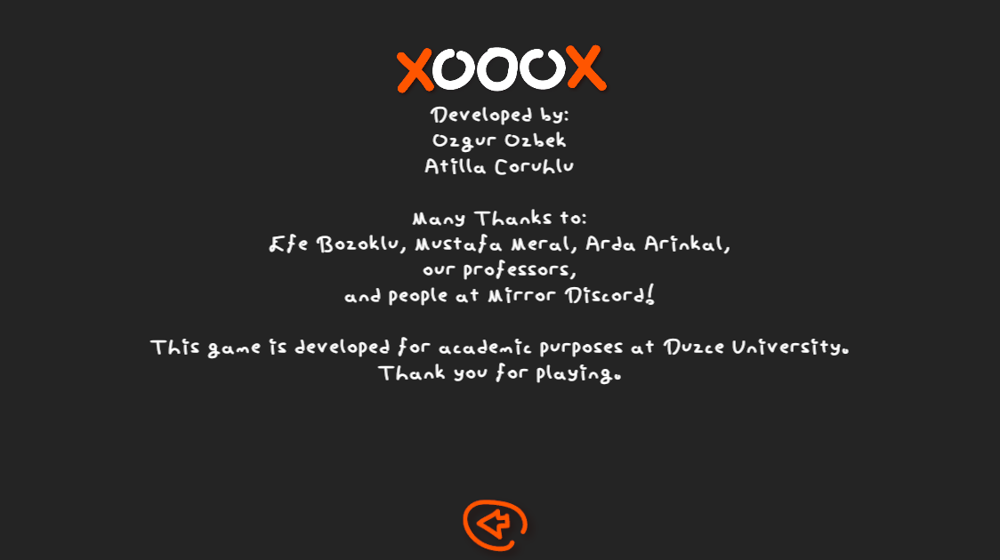 XOOOX
Developed by:
Ozgur Ozbek
Atilla Coruhlu
Many Thanks to:
Efe Bozoklu, Mustafa Meral, Arda Arinkal,
our professors,
and people at Mirror Discord!
This game is developed for academic purposes at Duzce University.
Thank you for playing.